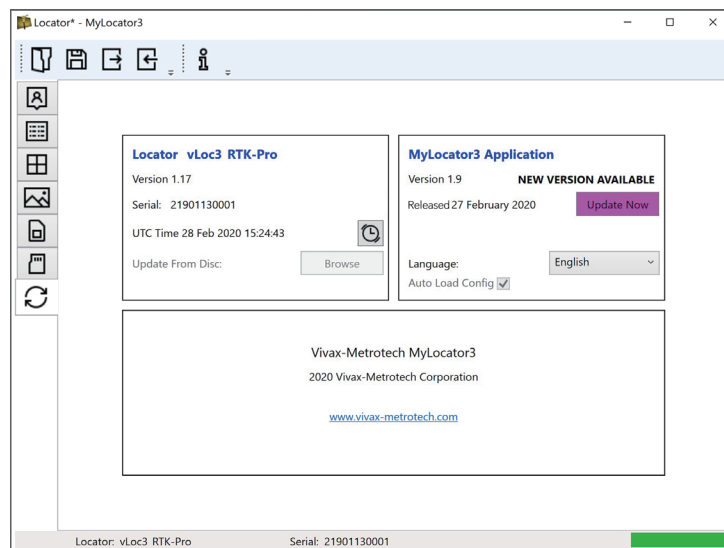 Locator* - MyLocator3
Locator vLoc3 RTK-Pro
Version 1.17
Serial: 21901130001
UTC Time 28 Feb 2020 15:24:43
Update From Disc: Browse
MyLocator3 Application
Version 1.9 NEW VERSION AVAILABLE
Released 27 February 2020 Update Now
Language: English
Auto Load Config
Vivax-Metrotech MyLocator3
2020 Vivax-Metrotech Corporation
www.vivax-metrotech.com
Locator: vLoc3 RTK-Pro Serial: 21901130001